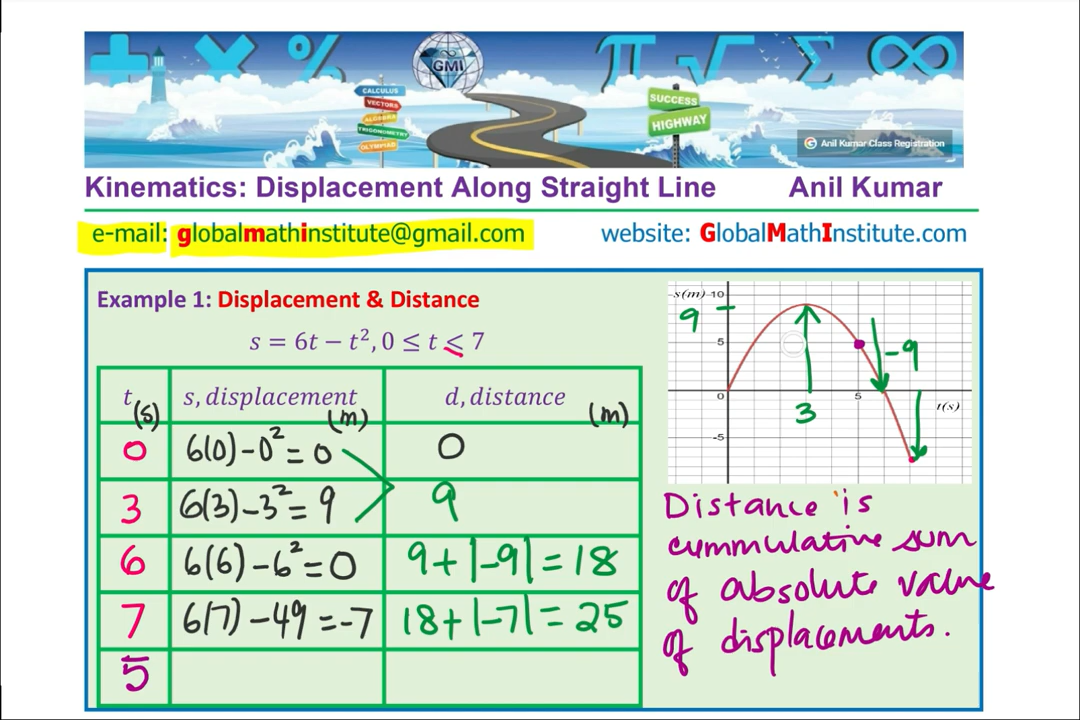 GMI
CALCULUS
VECTORS
ALGEBRA
TRIGONOMETRY
OLYMPIAD
SUCCESS
HIGHWAY
Anil Kumar Class Registration
Kinematics: Displacement Along Straight Line Anil Kumar
e-mail: globalmathinstitute@gmail.com website: GlobalMathInstitute.com
Example 1: Displacement & Distance
s = 6t − t², 0 ≤ t ≤ 7
t (s) s, displacement (m) d, distance (m)
0 6(0)-0²=0 0
3 6(3)-3²=9 9
6 6(6)-6²=0 9+|-9|=18
7 6(7)-49=-7 18+|-7|=25
5
s(m) 10
9
5
-9
0 5
3
t(s)
-5
Distance is
cummulative sum
of absolute value
of displacements.